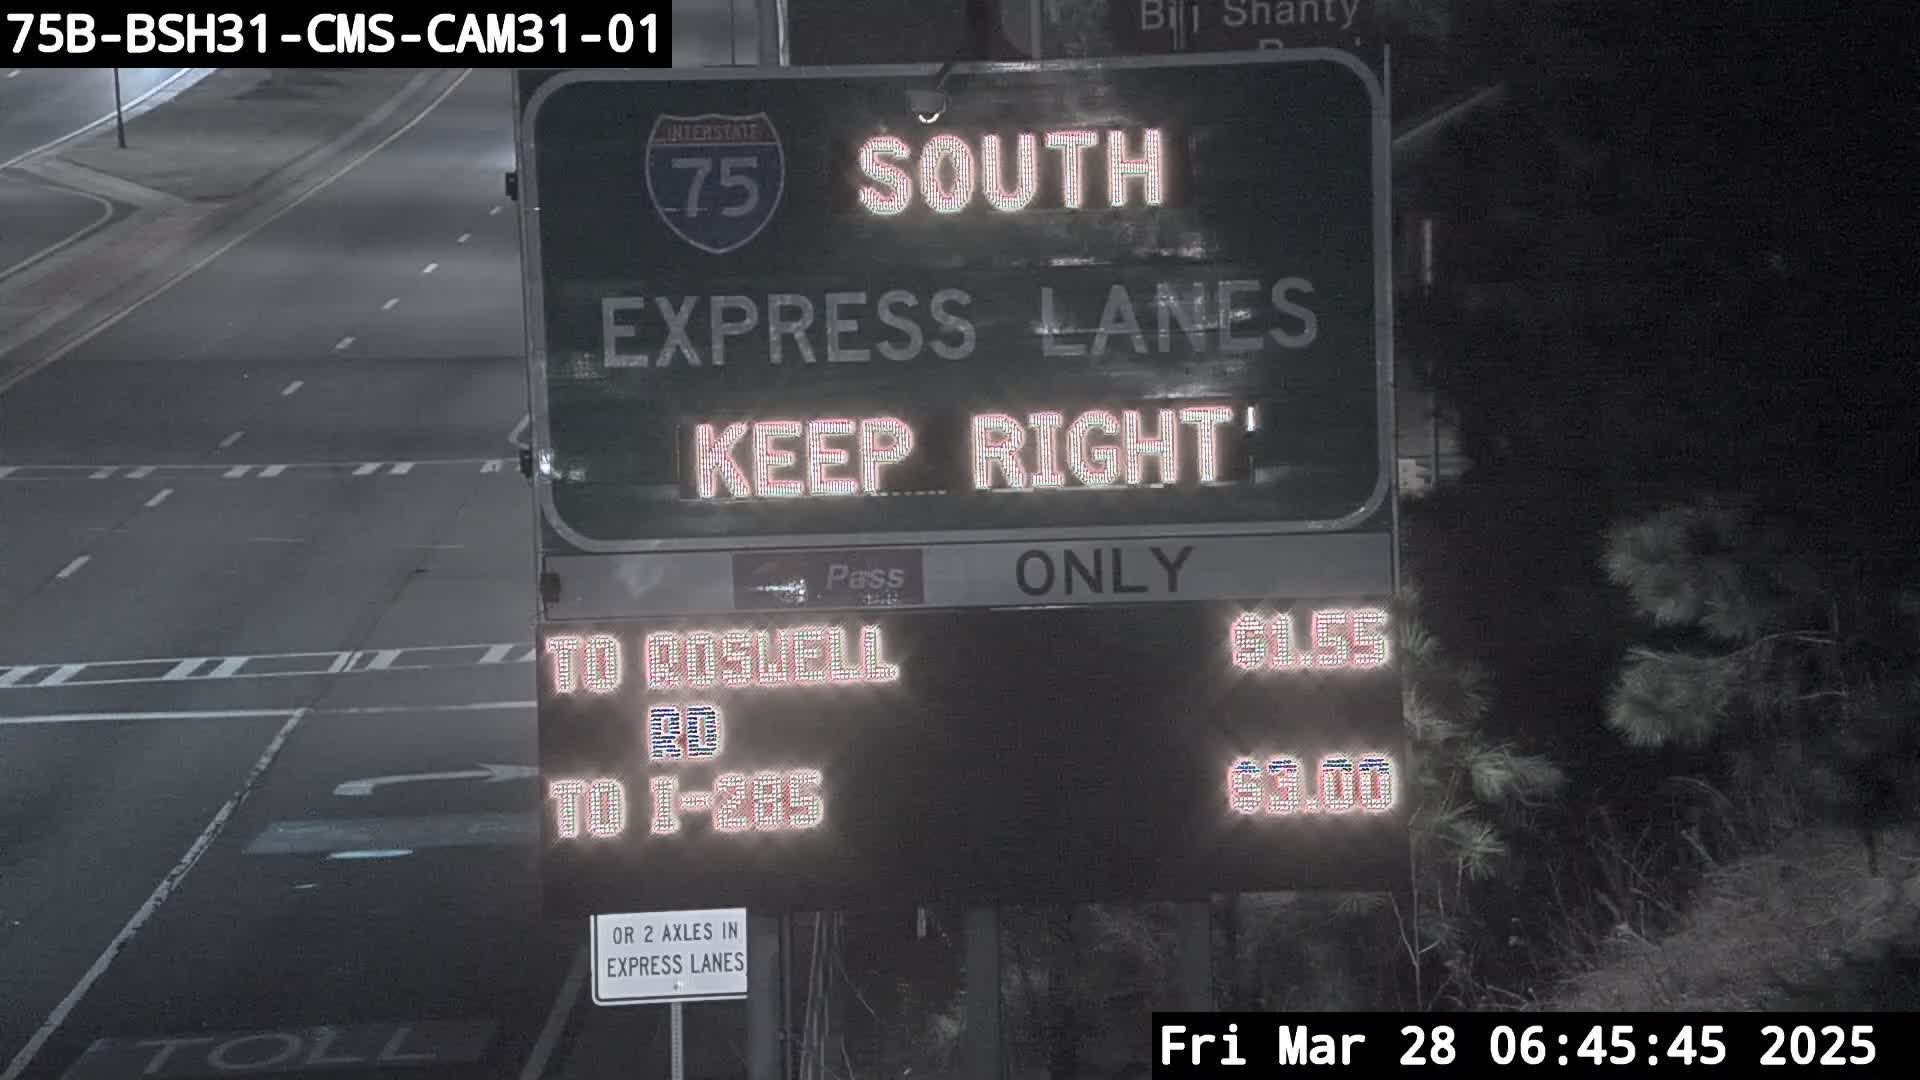 75B-BSH31-CMS-CAM31-01
Shanty
INTERSTATE
75
SOUTH
EXPRESS LANES
KEEP RIGHT
Pass ONLY
TO ROSWELL $1.55
RD
TO I-285 $3.00
OR 2 AXLES IN
EXPRESS LANES
TOLL
Fri Mar 28 06:45:45 2025